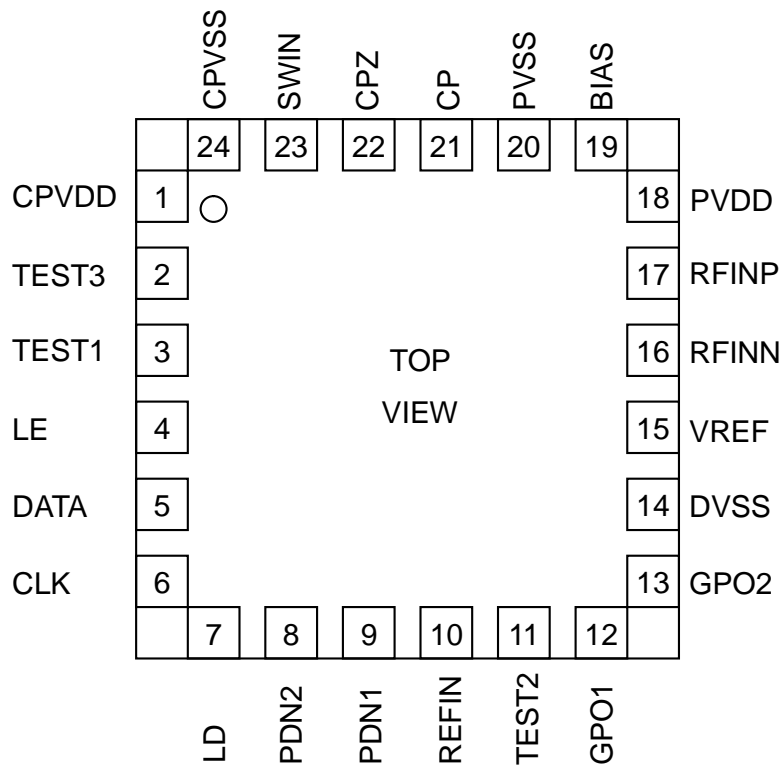 CPVSS SWIN CPZ CP PVSS BIAS
24 23 22 21 20 19
CPVDD 1 18 PVDD
TEST3 2 17 RFINP
TEST1 3 16 RFINN
TOP
VIEW
LE 4 15 VREF
DATA 5 14 DVSS
CLK 6 13 GPO2
7 8 9 10 11 12
LD PDN2 PDN1 REFIN TEST2 GPO1